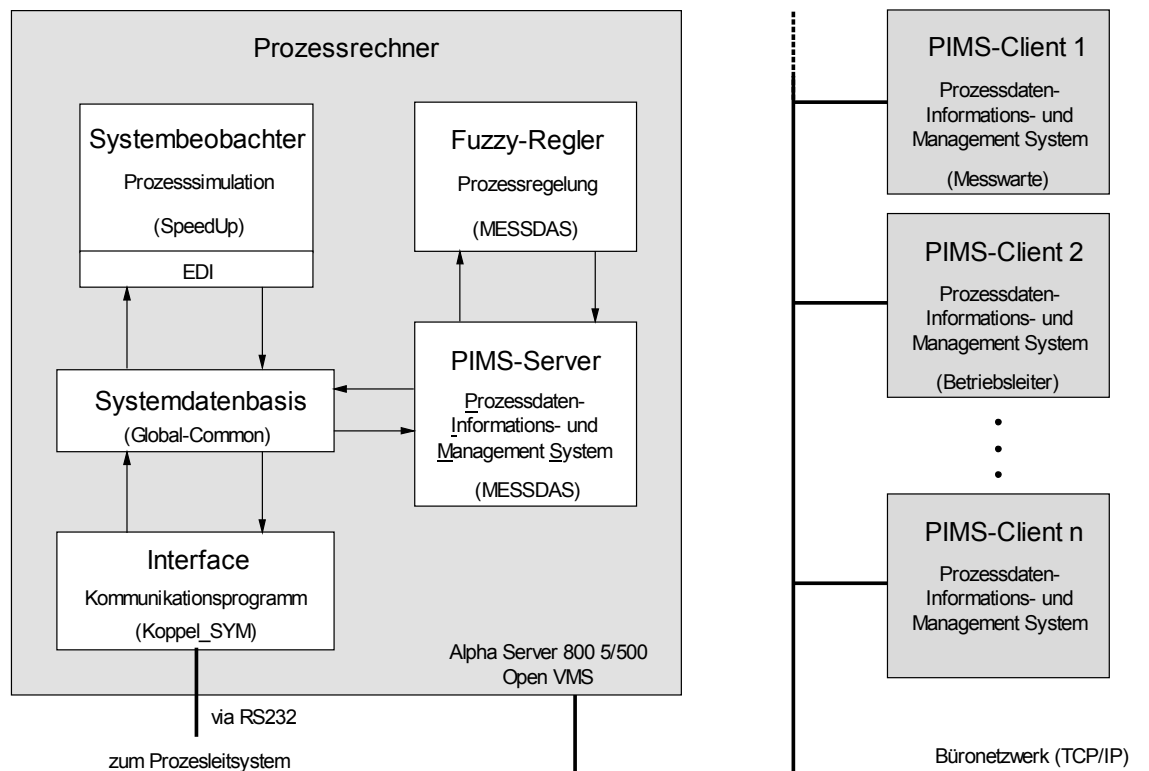 Prozessrechner
Systembeobachter
Prozesssimulation
(SpeedUp)
EDI
Fuzzy-Regler
Prozessregelung
(MESSDAS)
Systemdatenbasis
(Global-Common)
PIMS-Server
Prozessdaten-
Informations- und
Management System
(MESSDAS)
Interface
Kommunikationsprogramm
(Koppel_SYM)
Alpha Server 800 5/500
Open VMS
via RS232
zum Prozesleitsystem
PIMS-Client 1
Prozessdaten-
Informations- und
Management System
(Messwarte)
PIMS-Client 2
Prozessdaten-
Informations- und
Management System
(Betriebsleiter)
PIMS-Client n
Prozessdaten-
Informations- und
Management System
Büronetzwerk (TCP/IP)